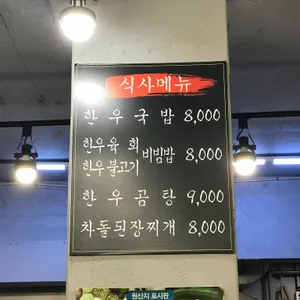 식사메뉴
한우국밥 8,000
한우육회
한우불고기 비빔밥 8,000
한우곰탕 9,000
차돌된장찌개 8,000
원산지 표시판